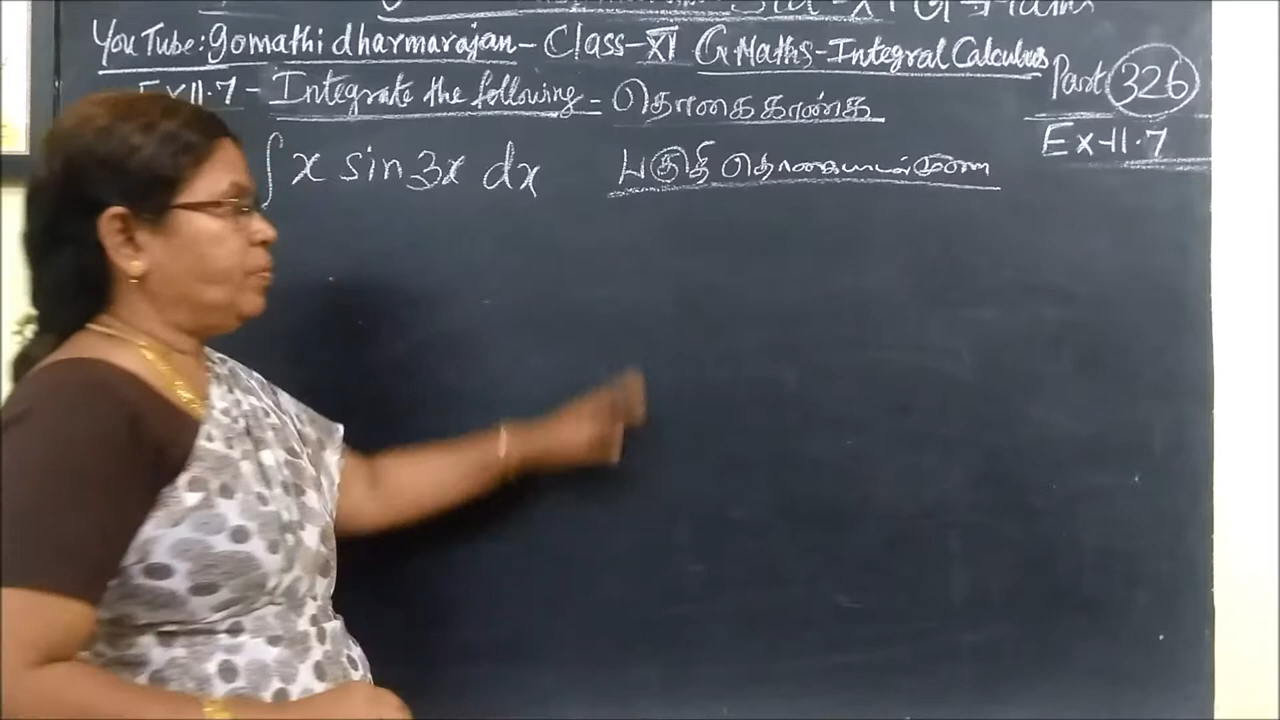 YouTube: gomathi dharmarajan - Class - XI G Maths - Integral Calculus
Part 326
Ex 11.7 - Integrate the following - தொகை காண்க
Ex-11.7
∫ x sin 3x dx பகுதி